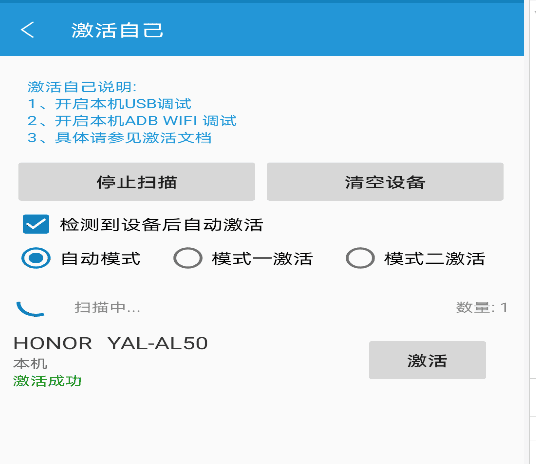 激活自己
激活自己说明:
1、开启本机USB调试
2、开启本机ADB WIFI 调试
3、具体请参见激活文档
停止扫描
清空设备
检测到设备后自动激活
自动模式
模式一激活
模式二激活
扫描中...
数量: 1
HONOR YAL-AL50
本机
激活成功
激活